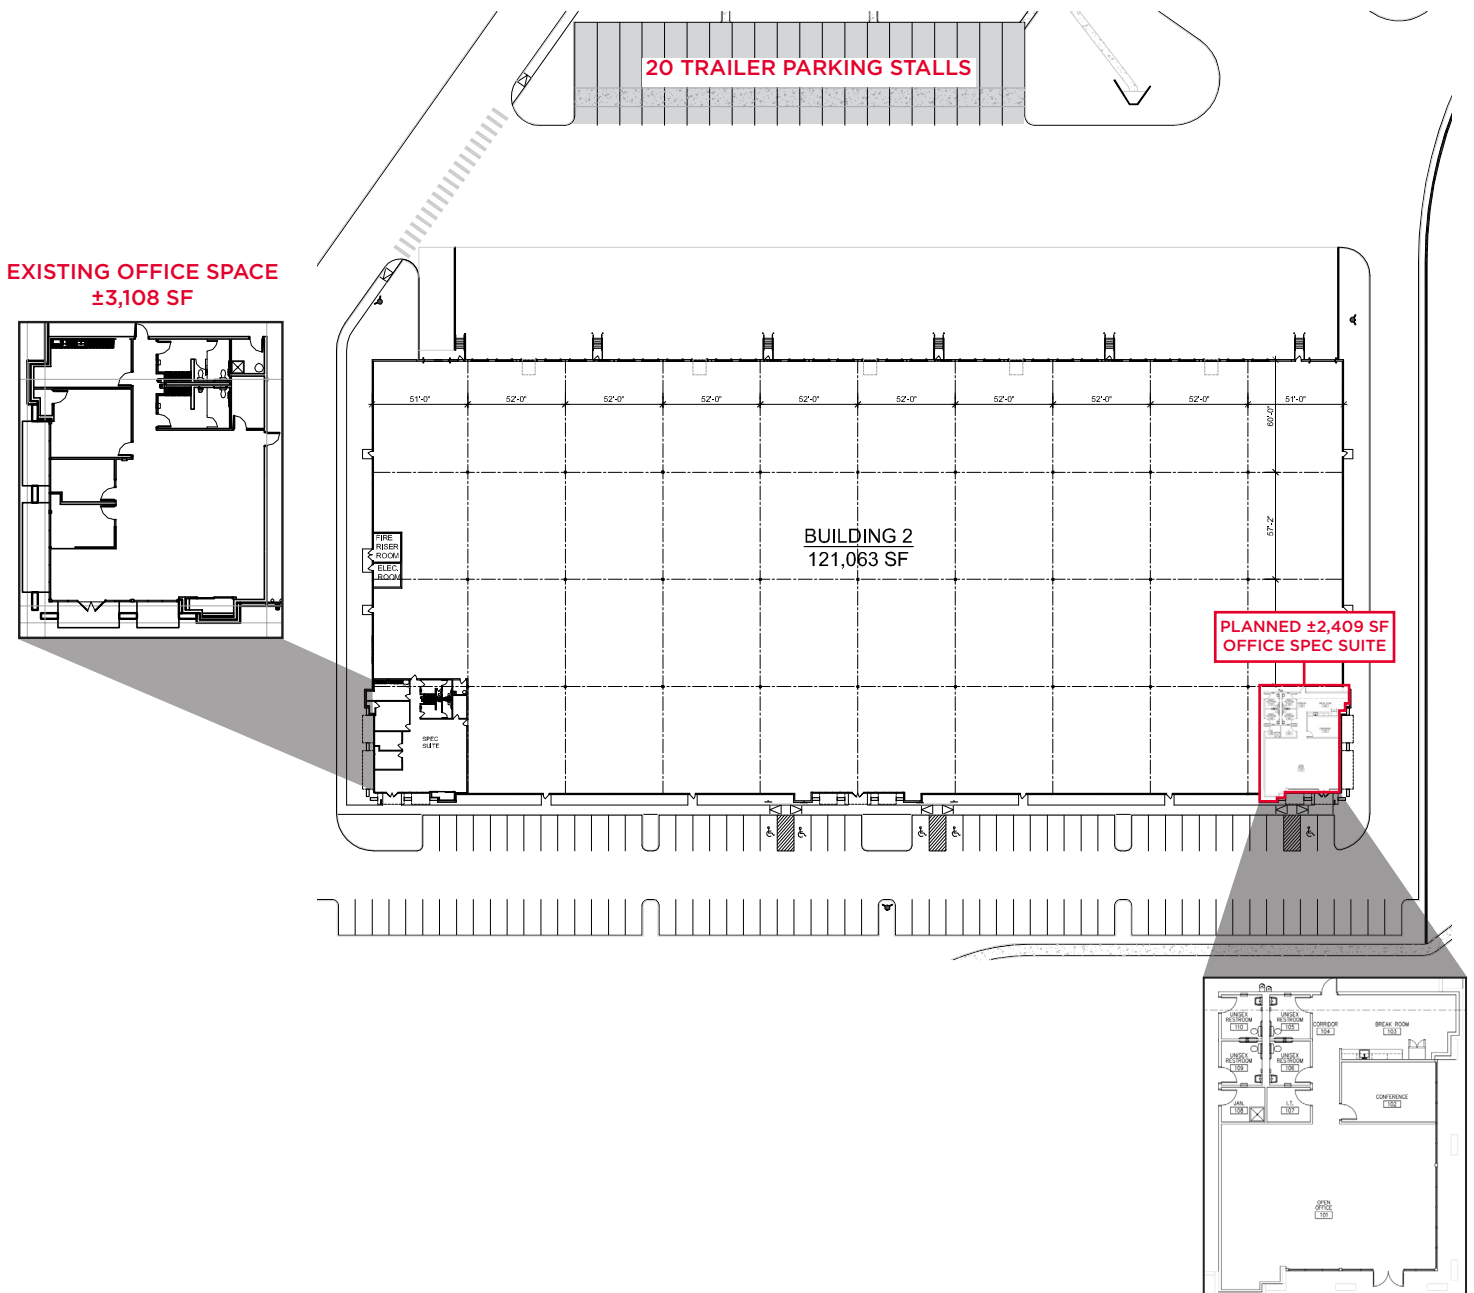 20 TRAILER PARKING STALLS
EXISTING OFFICE SPACE
±3,108 SF
51'-0"
52'-0"
52'-0"
52'-0"
52'-0"
52'-0"
52'-0"
52'-0"
52'-0"
51'-0"
60'-0"
57'-2"
BUILDING 2
121,063 SF
FIRE
RISER
ROOM
ELEC.
ROOM
PLANNED ±2,409 SF
OFFICE SPEC SUITE
SPEC
SUITE
UNISEX
RESTROOM
110
UNISEX
RESTROOM
105
CORRIDOR
104
BREAK ROOM
103
UNISEX
RESTROOM
109
UNISEX
RESTROOM
106
JAN.
108
I.T.
107
CONFERENCE
102
OPEN
OFFICE
101